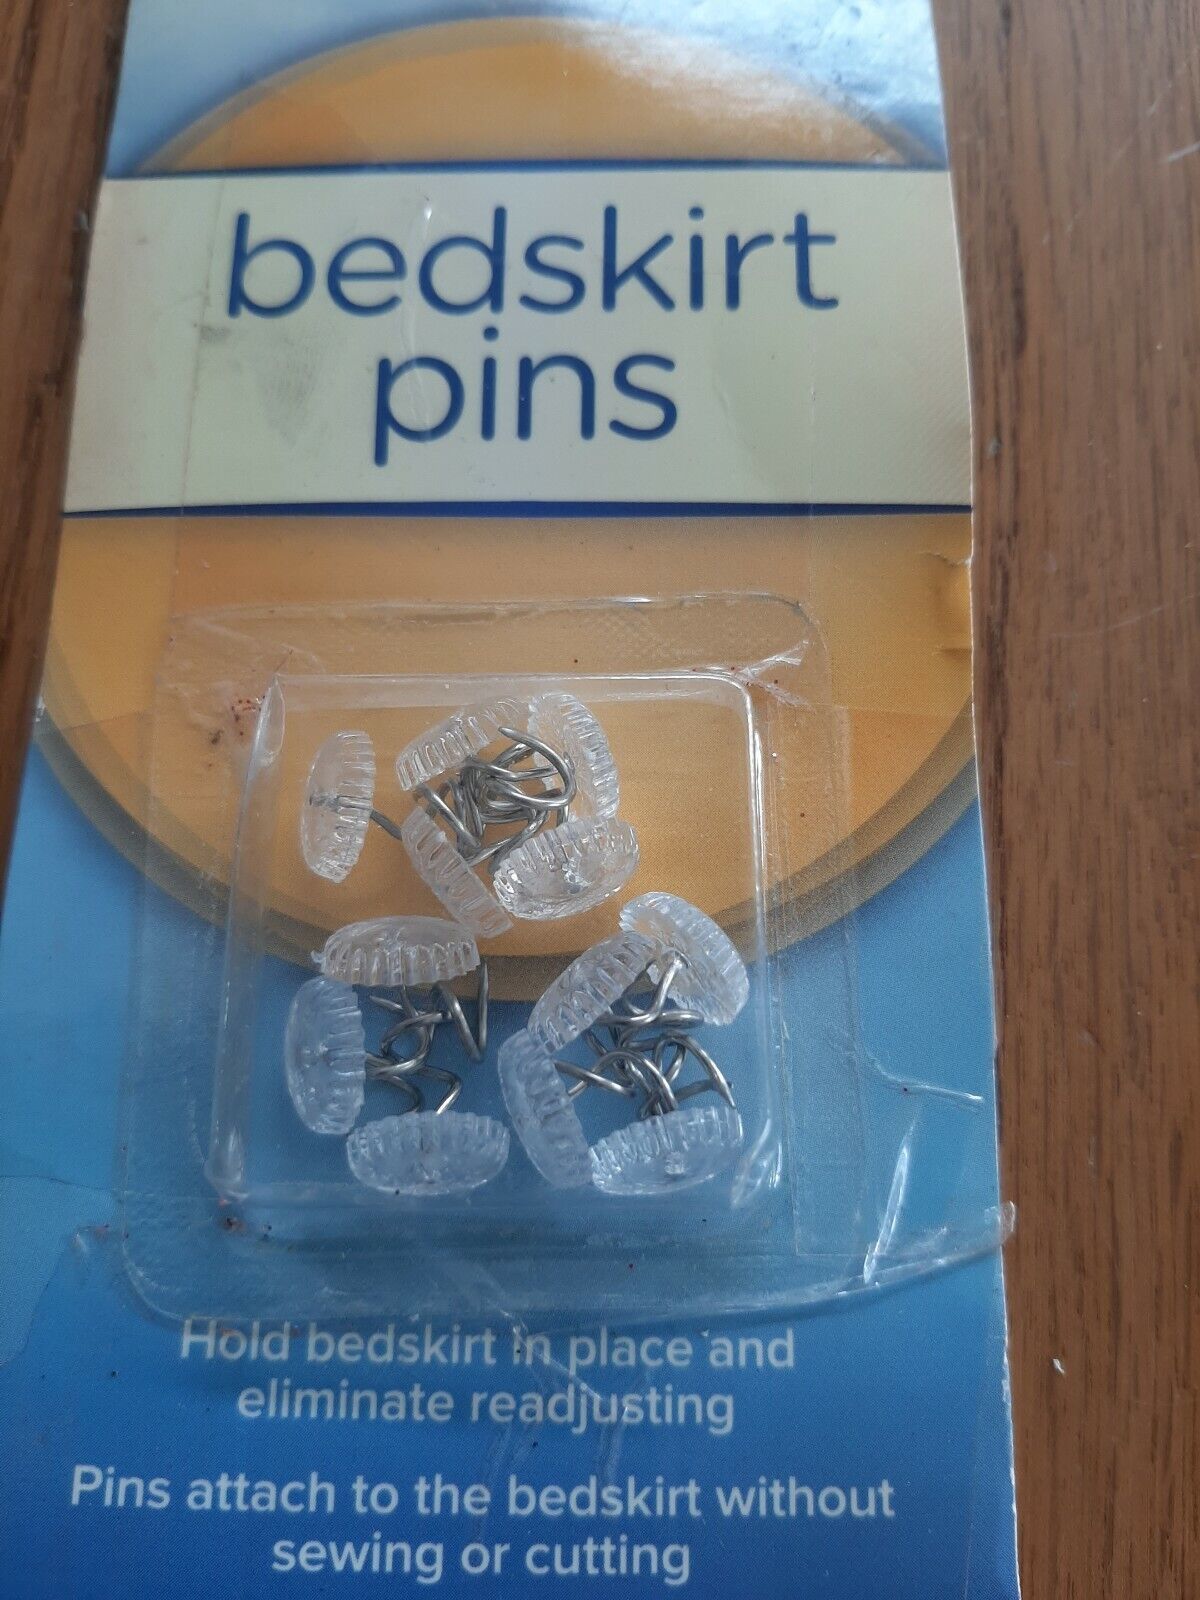 bedskirt
pins
Hold bedskirt in place and
eliminate readjusting
Pins attach to the bedskirt without
sewing or cutting